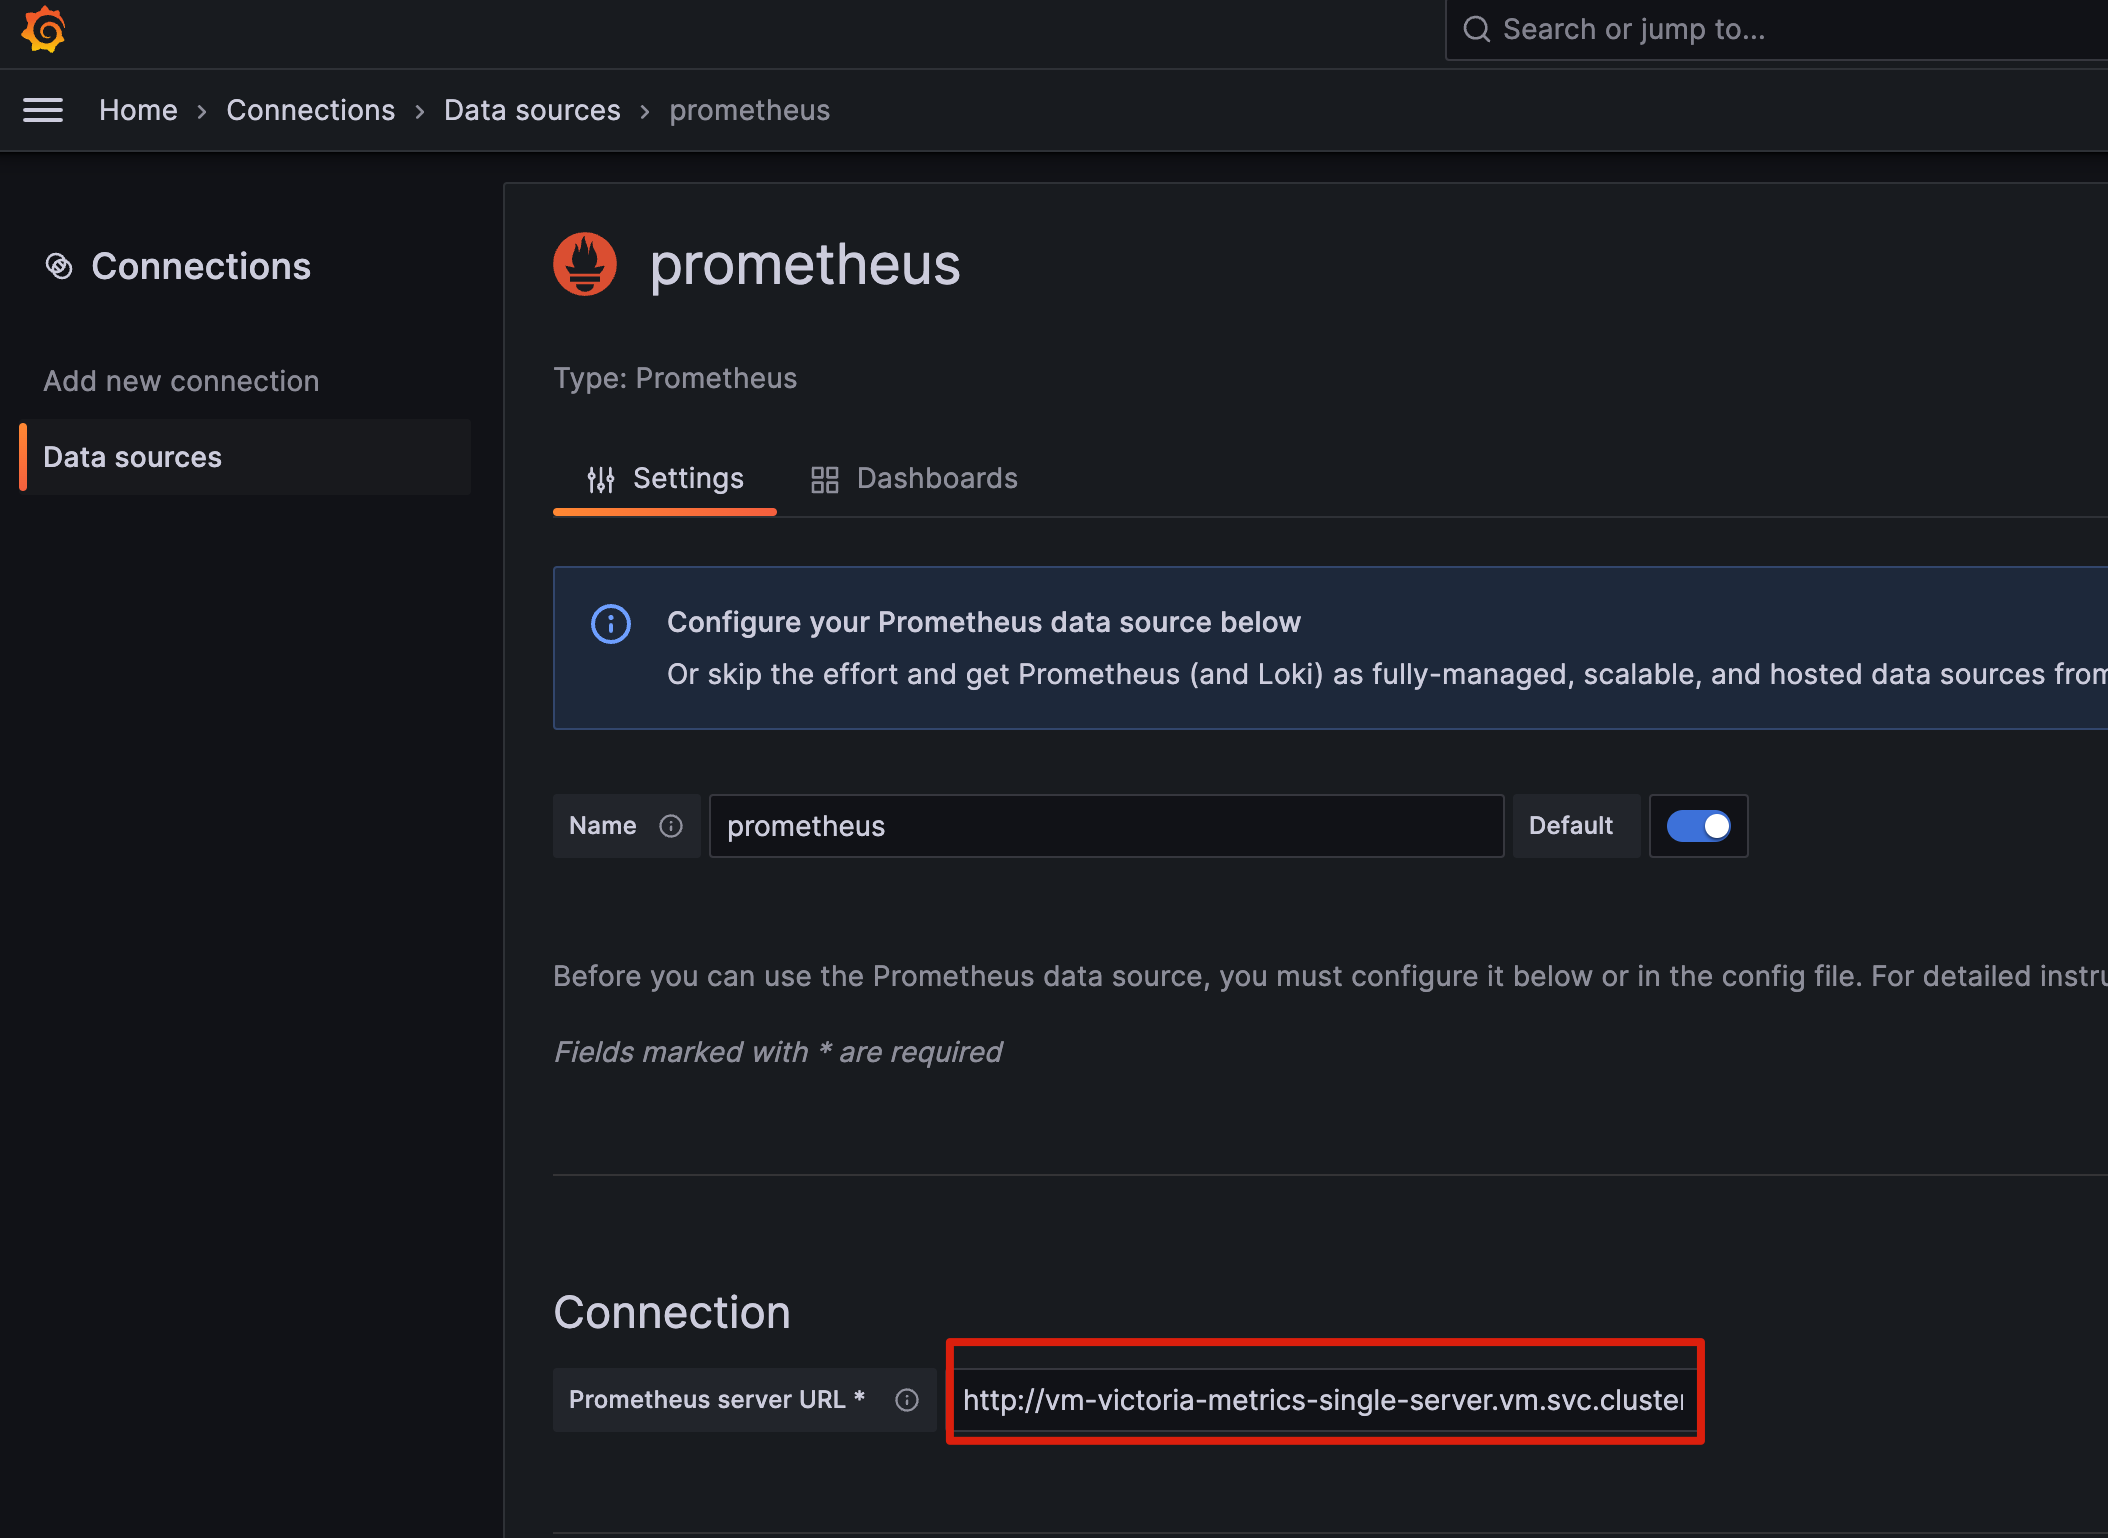 Search or jump to...
Home › Connections › Data sources › prometheus
Connections
Add new connection
Data sources
prometheus
Type: Prometheus
Settings Dashboards
Configure your Prometheus data source below
Or skip the effort and get Prometheus (and Loki) as fully-managed, scalable, and hosted data sources from
Name prometheus Default
Before you can use the Prometheus data source, you must configure it below or in the config file. For detailed instru
Fields marked with * are required
Connection
Prometheus server URL * http://vm-victoria-metrics-single-server.vm.svc.cluster